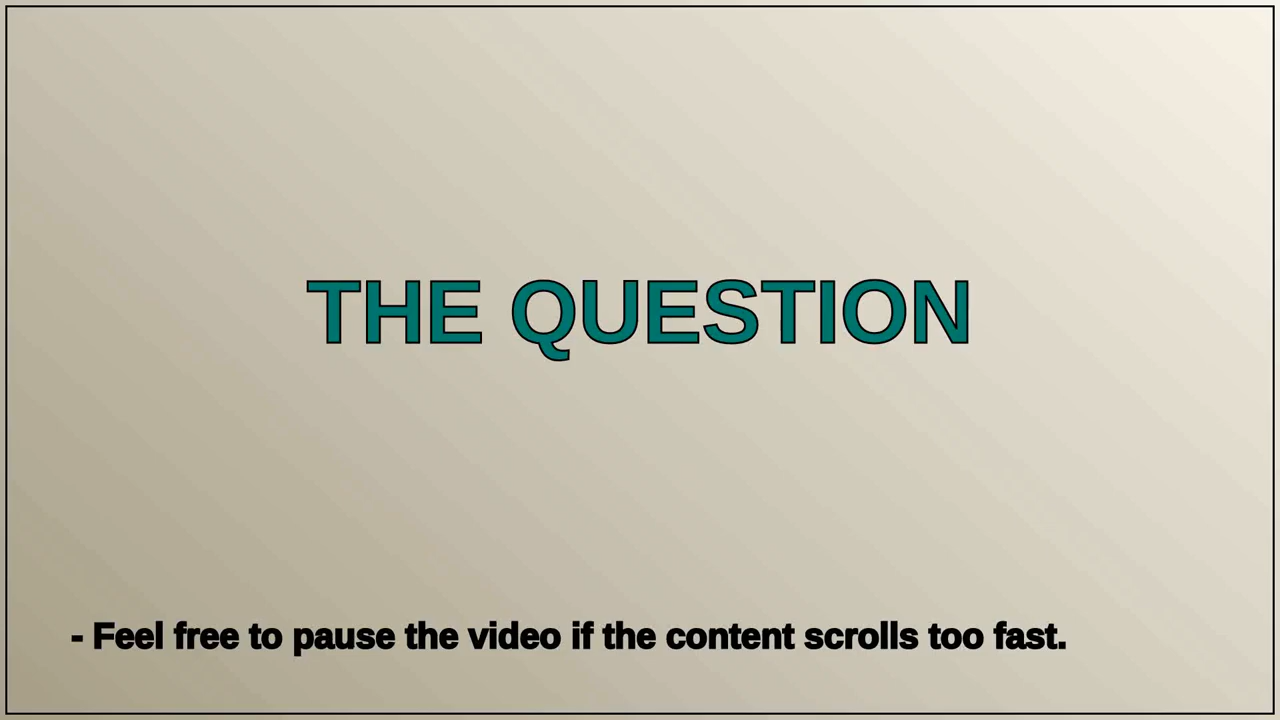 THE QUESTION
- Feel free to pause the video if the content scrolls too fast.